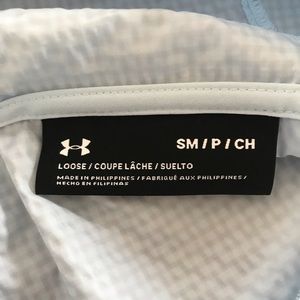 SM / P / CH
LOOSE / COUPE LÂCHE / SUELTO
MADE IN PHILIPPINES / FABRIQUÉ AUX PHILIPPINES /
HECHO EN FILIPINAS